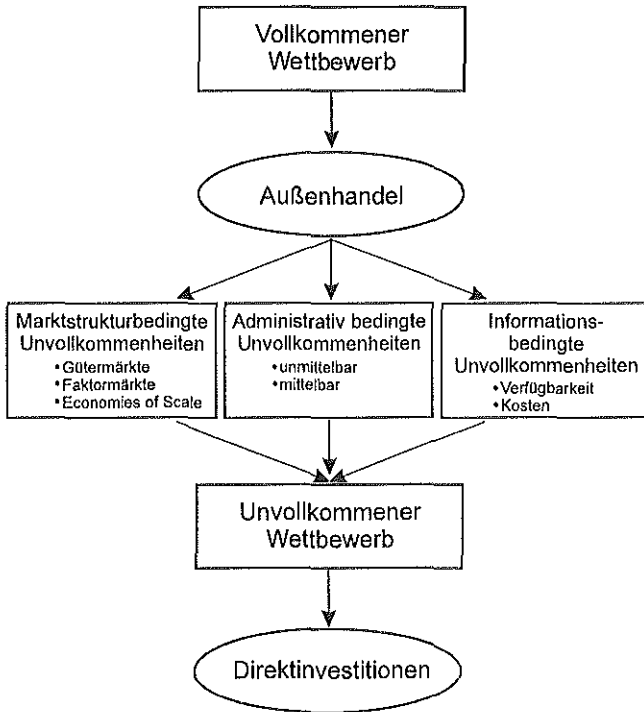 Vollkommener
Wettbewerb
Außenhandel
Marktstrukturbedingte
Unvollkommenheiten
• Gütermärkte
• Faktormärkte
• Economies of Scale
Administrativ bedingte
Unvollkommenheiten
• unmittelbar
• mittelbar
Informations-
bedingte
Unvollkommenheiten
• Verfügbarkeit
• Kosten
Unvollkommener
Wettbewerb
Direktinvestitionen